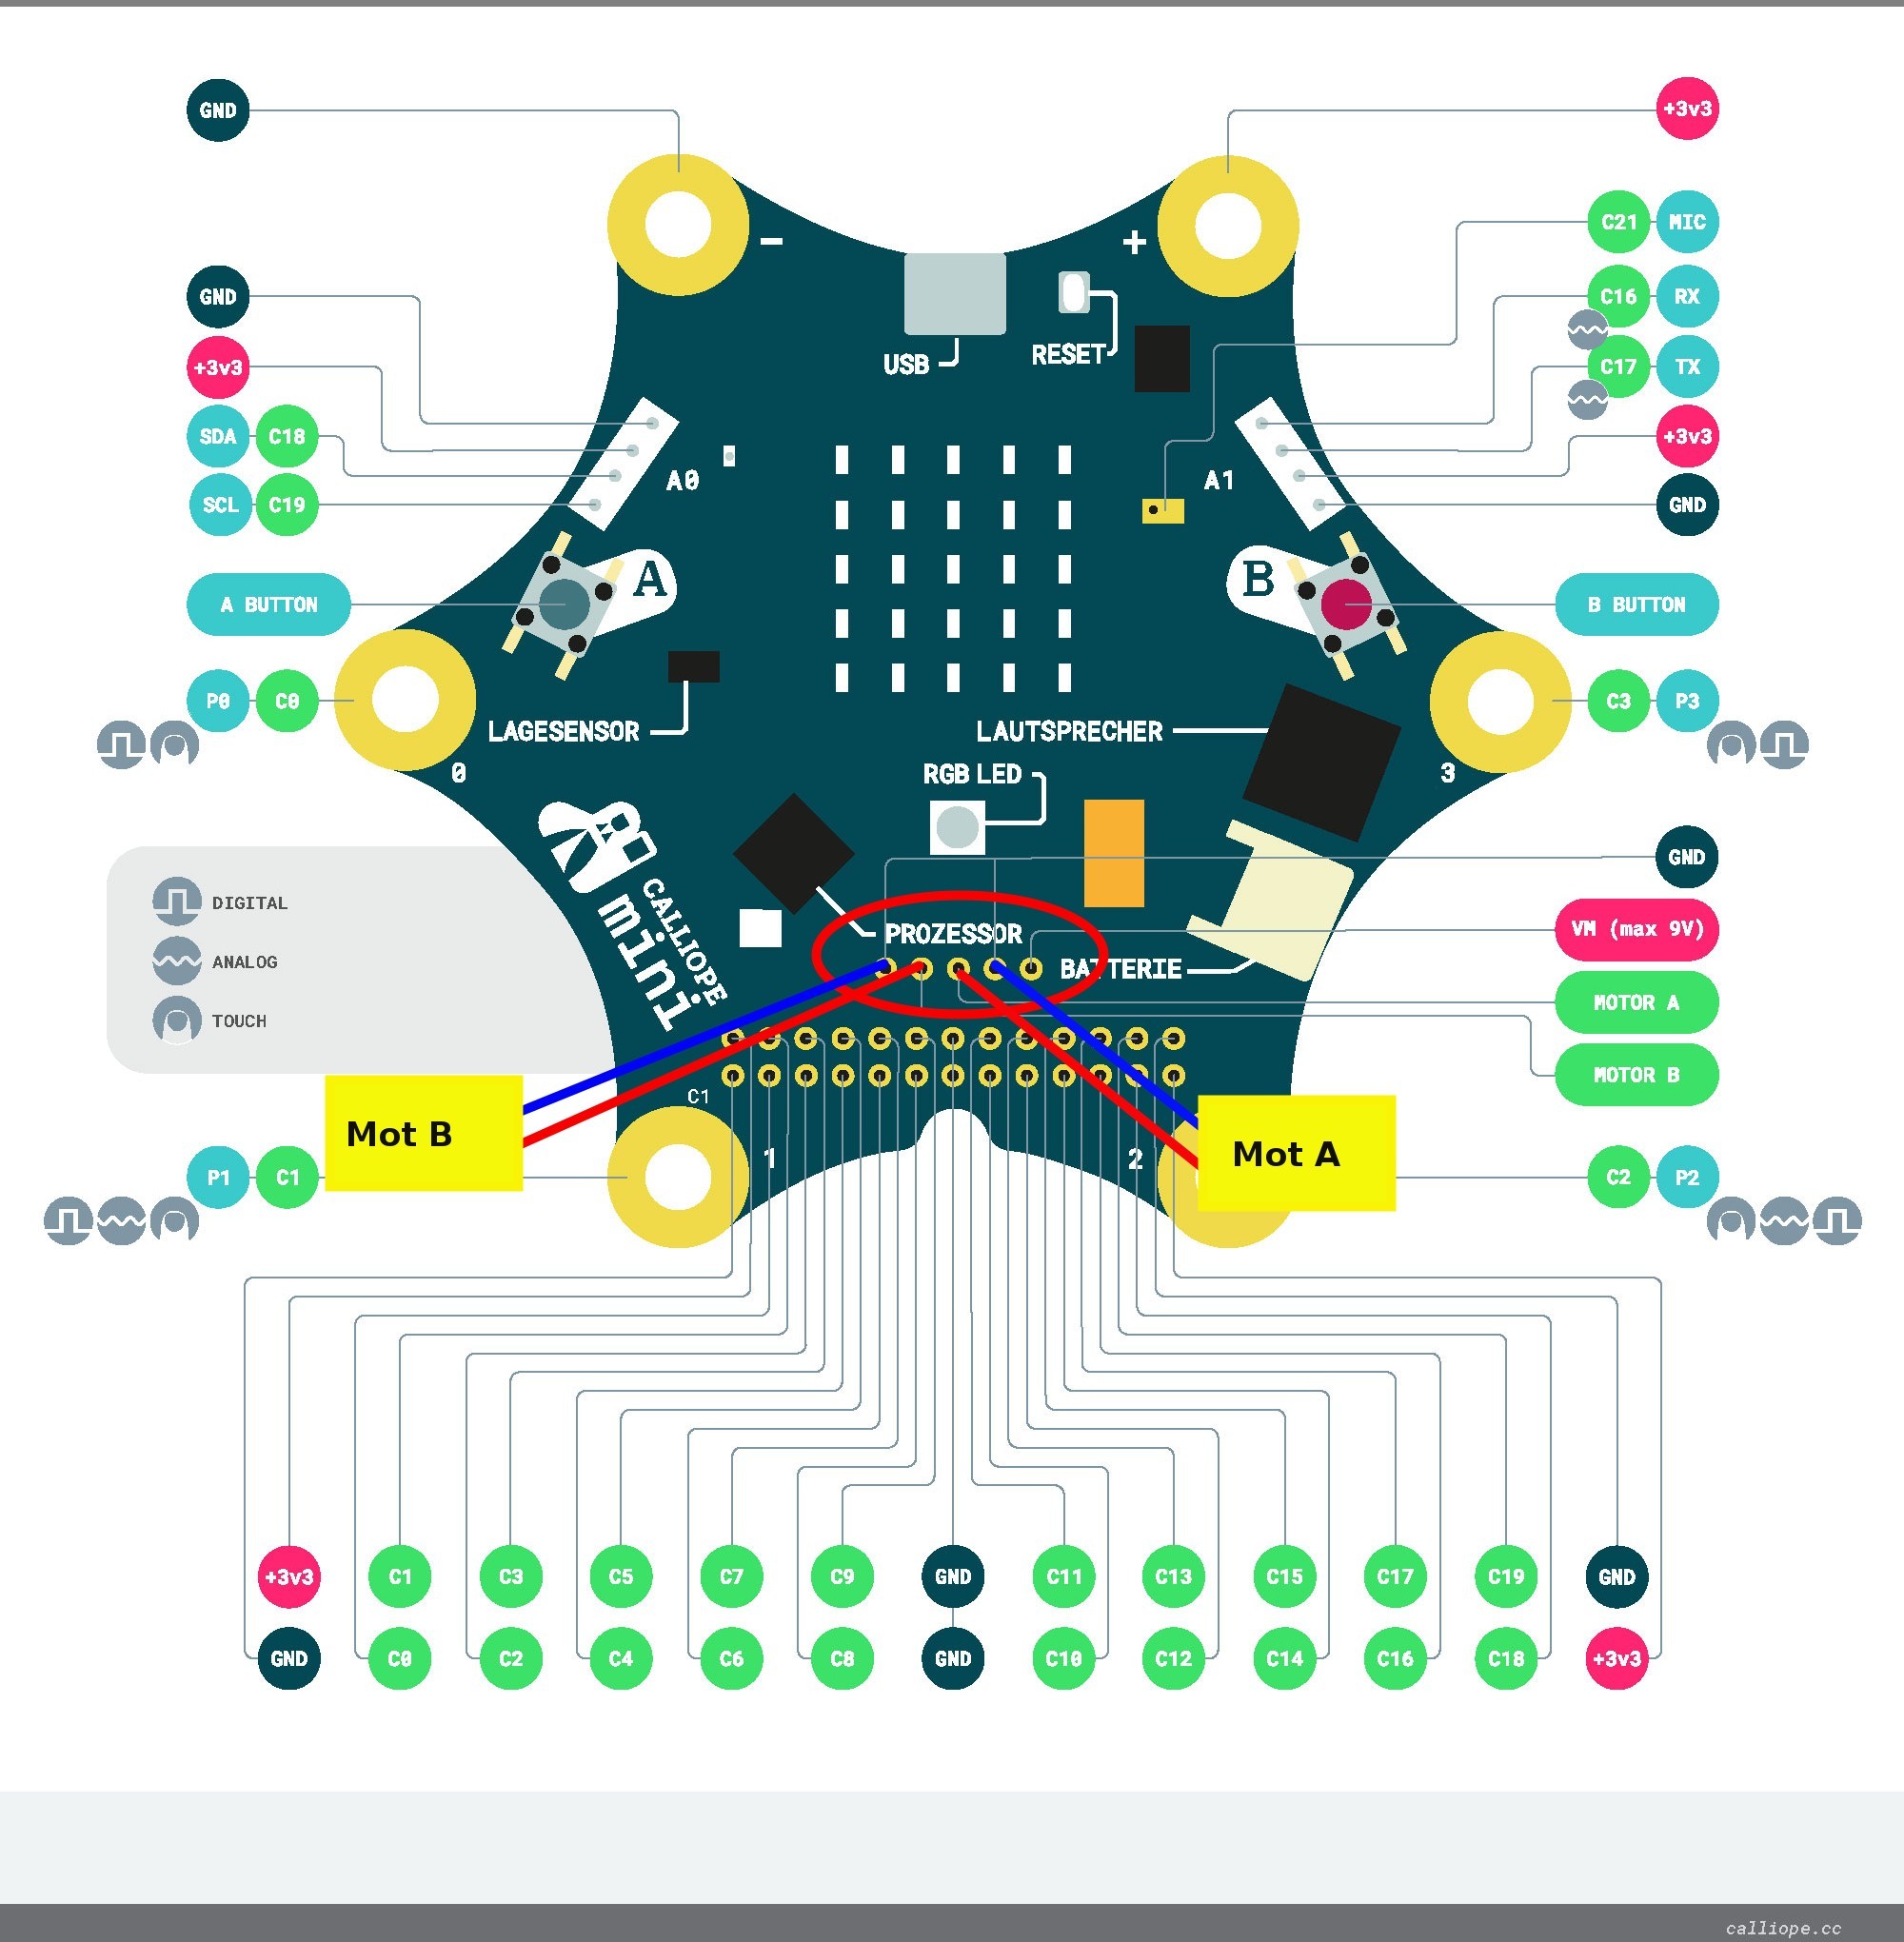 GND
+3v3
-
+
C21 MIC
GND
C16 RX
USB
RESET
+3v3
C17 TX
SDA C18
+3v3
A0
A1
SCL C19
GND
A
B
A BUTTON
B BUTTON
P0 C0
C3 P3
LAGESENSOR
LAUTSPRECHER
0
RGB LED
3
GND
CALLIOPE
mini
DIGITAL
ANALOG
TOUCH
PROZESSOR
VM (max 9V)
BATTERIE
MOTOR A
MOTOR B
C1
Mot B
Mot A
1
2
P1 C1
C2 P2
+3v3 C1 C3 C5 C7 C9 GND C11 C13 C15 C17 C19 GND
GND C0 C2 C4 C6 C8 GND C10 C12 C14 C16 C18 +3v3
calliope.cc